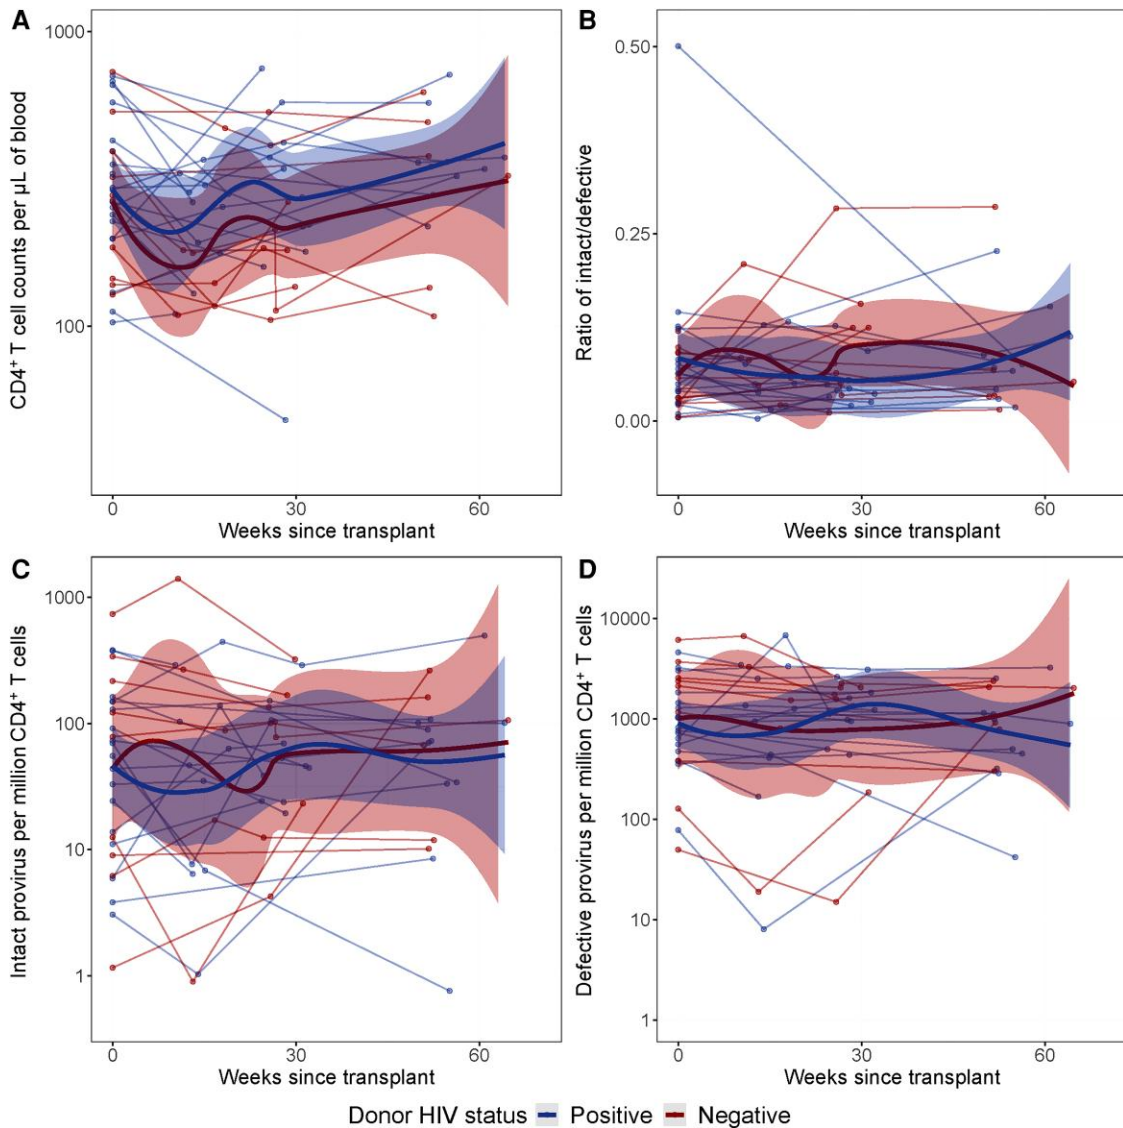 A
CD4⁺ T cell counts per µL of blood
1000
100
0 30 60
Weeks since transplant
B
Ratio of intact/defective
0.50
0.25
0.00
0 30 60
Weeks since transplant
C
Intact provirus per million CD4⁺ T cells
1000
100
10
1
0 30 60
Weeks since transplant
D
Defective provirus per million CD4⁺ T cells
10000
1000
100
10
1
0 30 60
Weeks since transplant
Donor HIV status Positive Negative